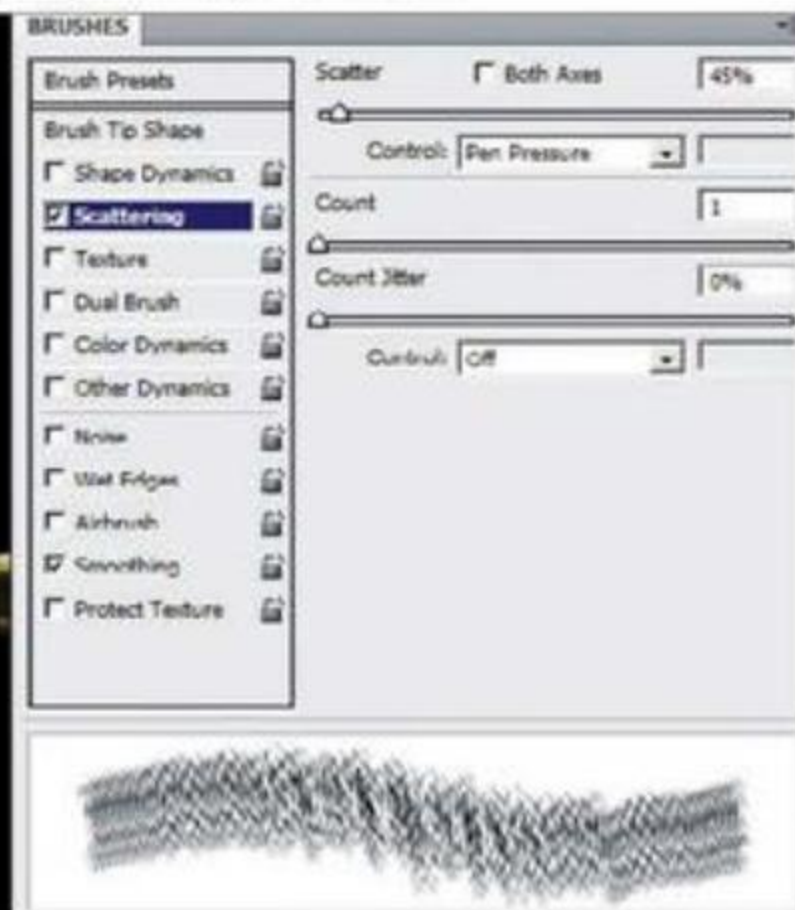 BRUSHES
Brush Presets
Brush Tip Shape
Shape Dynamics
Scattering
Texture
Dual Brush
Color Dynamics
Other Dynamics
Noise
Wet Edges
Airbrush
Smoothing
Protect Texture
Scatter Both Axes 45%
Control: Pen Pressure
Count 1
Count Jitter 0%
Control: Off